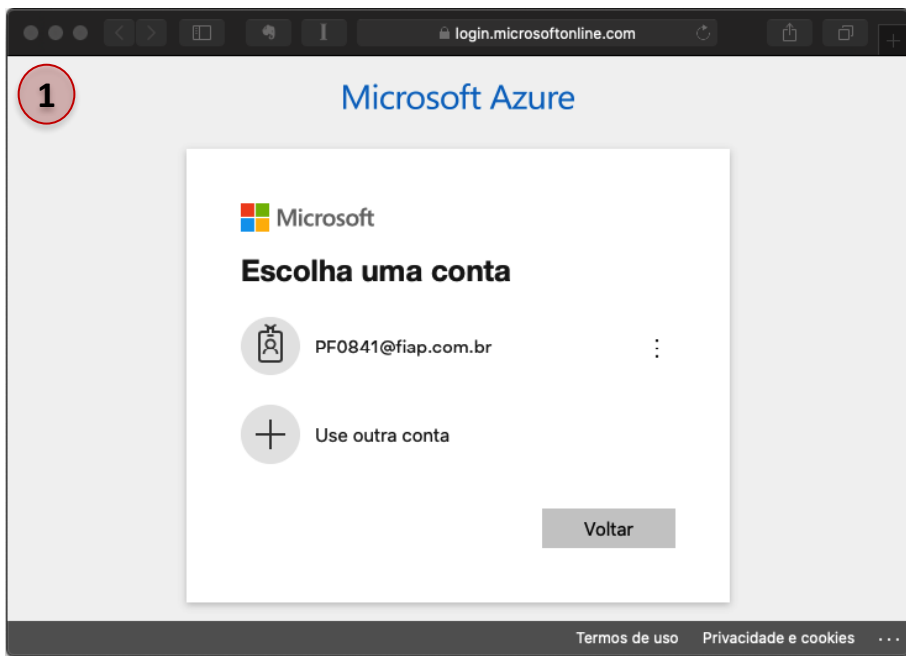 login.microsoftonline.com
1
Microsoft Azure
Microsoft
Escolha uma conta
PF0841@fiap.com.br
Use outra conta
Voltar
Termos de uso Privacidade e cookies ...